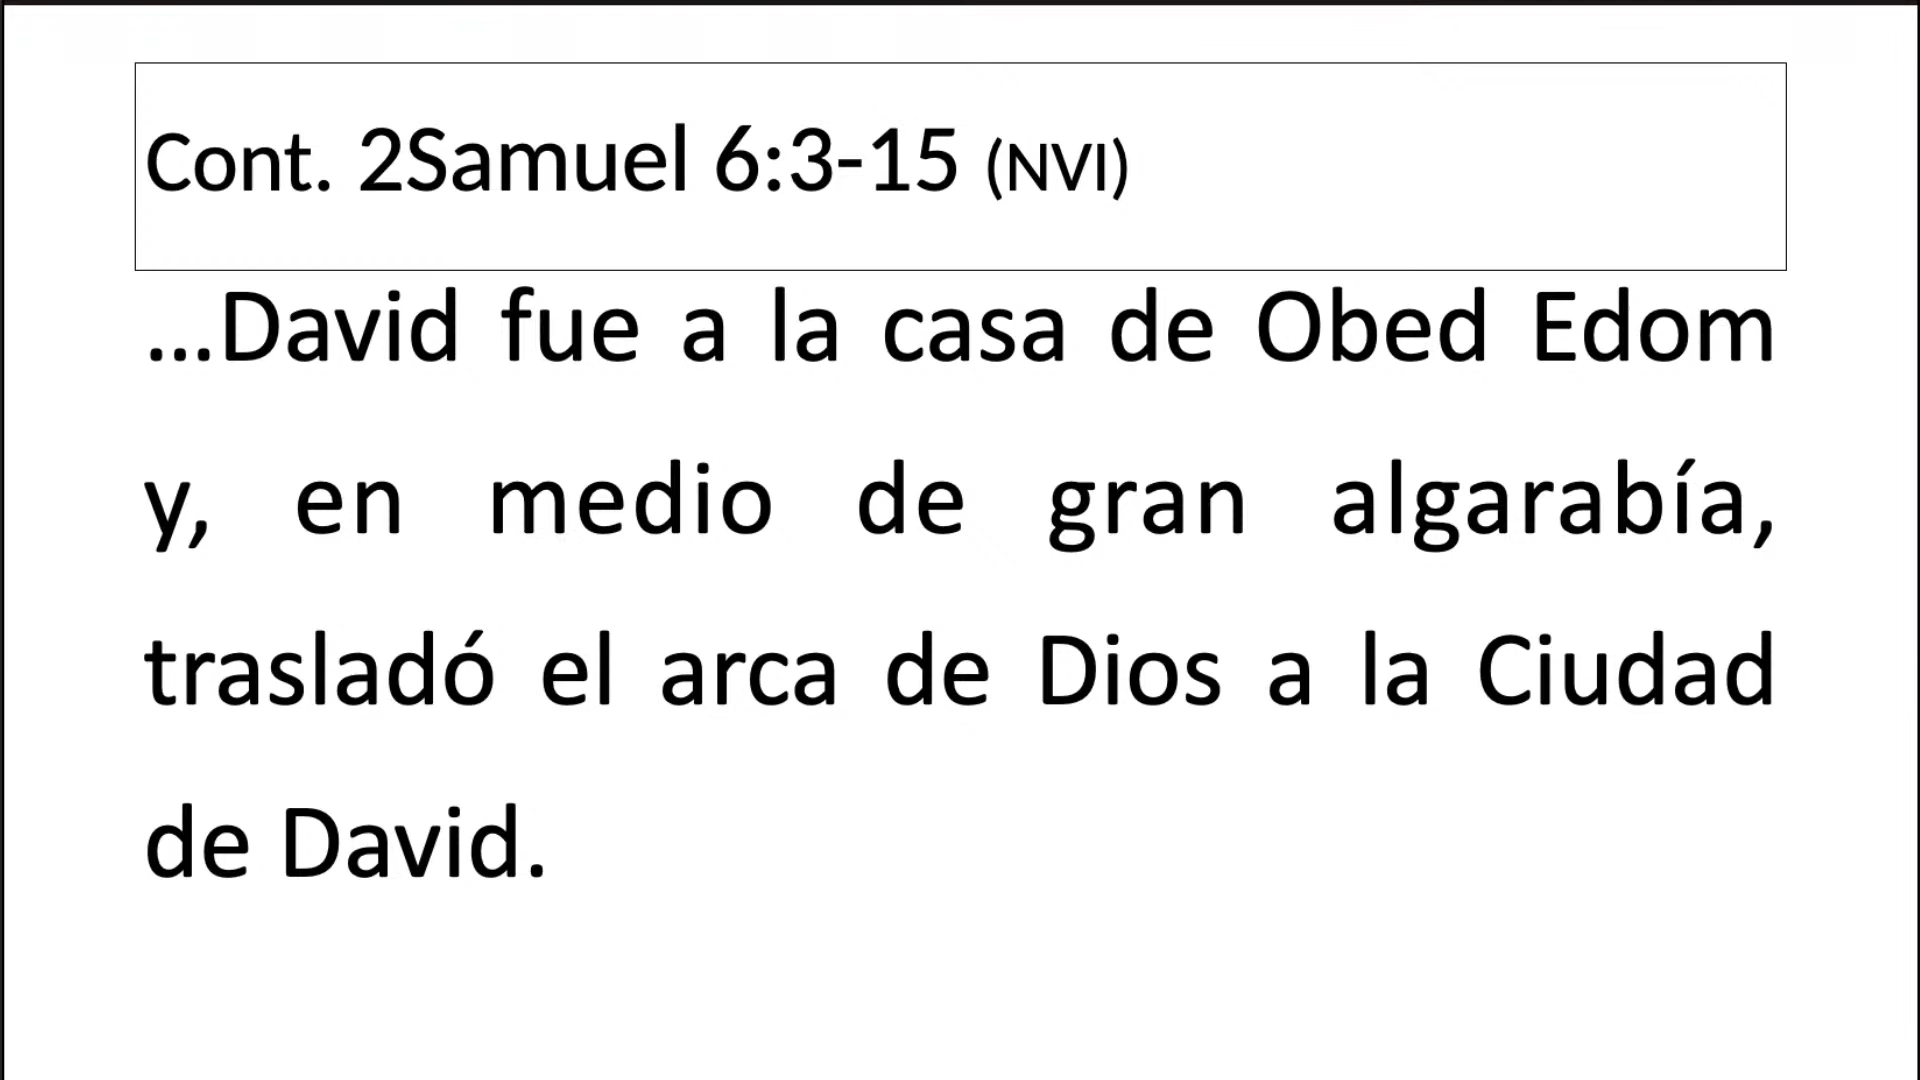 Cont. 2Samuel 6:3-15 (NVI)
...David fue a la casa de Obed Edom
y, en medio de gran algarabía,
trasladó el arca de Dios a la Ciudad
de David.